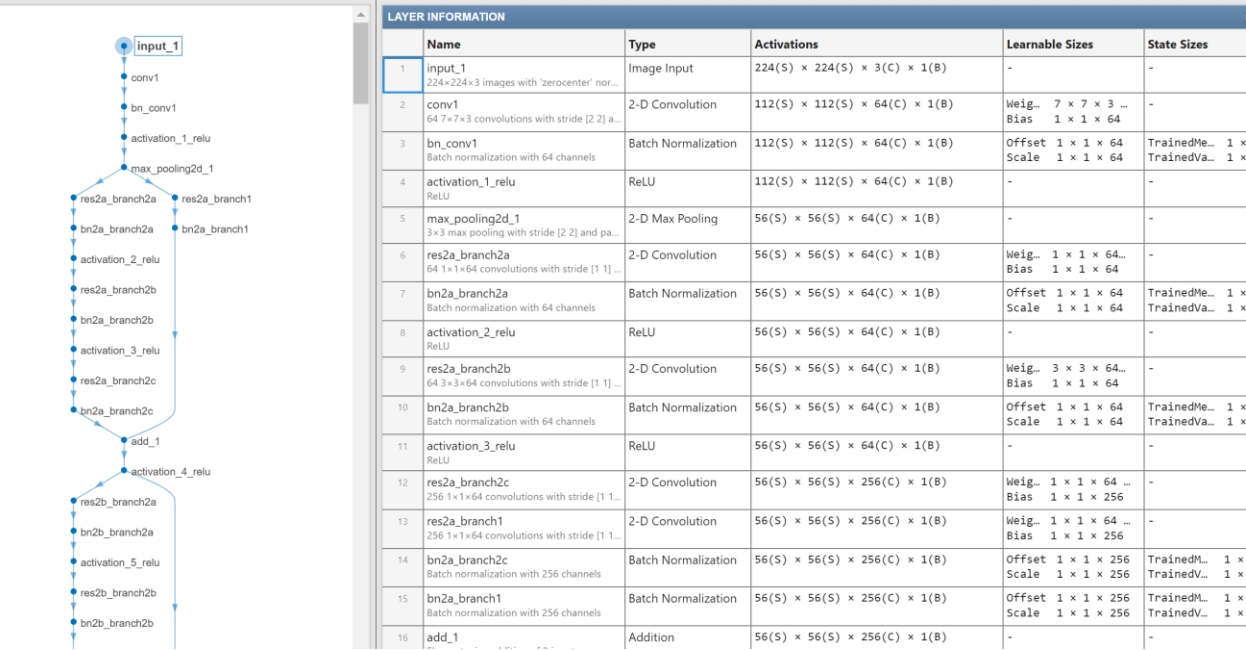 input_1
conv1
bn_conv1
activation_1_relu
max_pooling2d_1
res2a_branch2a
res2a_branch1
bn2a_branch2a
bn2a_branch1
activation_2_relu
res2a_branch2b
bn2a_branch2b
activation_3_relu
res2a_branch2c
bn2a_branch2c
add_1
activation_4_relu
res2b_branch2a
bn2b_branch2a
activation_5_relu
res2b_branch2b
bn2b_branch2b
LAYER INFORMATION
Name Type Activations Learnable Sizes State Sizes
1 input_1 Image Input 224(S) × 224(S) × 3(C) × 1(B) - -
224×224×3 images with 'zerocenter' nor...
2 conv1 2-D Convolution 112(S) × 112(S) × 64(C) × 1(B) Weig… 7 × 7 × 3 … -
64 7×7×3 convolutions with stride [2 2] a... Bias 1 × 1 × 64
3 bn_conv1 Batch Normalization 112(S) × 112(S) × 64(C) × 1(B) Offset 1 × 1 × 64 TrainedMe… 1 ×
Batch normalization with 64 channels Scale 1 × 1 × 64 TrainedVa… 1 ×
4 activation_1_relu ReLU 112(S) × 112(S) × 64(C) × 1(B) - -
ReLU
5 max_pooling2d_1 2-D Max Pooling 56(S) × 56(S) × 64(C) × 1(B) - -
3×3 max pooling with stride [2 2] and pa...
6 res2a_branch2a 2-D Convolution 56(S) × 56(S) × 64(C) × 1(B) Weig… 1 × 1 × 64… -
64 1×1×64 convolutions with stride [1 1] ... Bias 1 × 1 × 64
7 bn2a_branch2a Batch Normalization 56(S) × 56(S) × 64(C) × 1(B) Offset 1 × 1 × 64 TrainedMe… 1 ×
Batch normalization with 64 channels Scale 1 × 1 × 64 TrainedVa… 1 ×
8 activation_2_relu ReLU 56(S) × 56(S) × 64(C) × 1(B) - -
ReLU
9 res2a_branch2b 2-D Convolution 56(S) × 56(S) × 64(C) × 1(B) Weig… 3 × 3 × 64… -
64 3×3×64 convolutions with stride [1 1] ... Bias 1 × 1 × 64
10 bn2a_branch2b Batch Normalization 56(S) × 56(S) × 64(C) × 1(B) Offset 1 × 1 × 64 TrainedMe… 1 ×
Batch normalization with 64 channels Scale 1 × 1 × 64 TrainedVa… 1 ×
11 activation_3_relu ReLU 56(S) × 56(S) × 64(C) × 1(B) - -
ReLU
12 res2a_branch2c 2-D Convolution 56(S) × 56(S) × 256(C) × 1(B) Weig… 1 × 1 × 64 … -
256 1×1×64 convolutions with stride [1 1... Bias 1 × 1 × 256
13 res2a_branch1 2-D Convolution 56(S) × 56(S) × 256(C) × 1(B) Weig… 1 × 1 × 64 … -
256 1×1×64 convolutions with stride [1 1... Bias 1 × 1 × 256
14 bn2a_branch2c Batch Normalization 56(S) × 56(S) × 256(C) × 1(B) Offset 1 × 1 × 256 TrainedM… 1 ×
Batch normalization with 256 channels Scale 1 × 1 × 256 TrainedV… 1 ×
15 bn2a_branch1 Batch Normalization 56(S) × 56(S) × 256(C) × 1(B) Offset 1 × 1 × 256 TrainedM… 1 ×
Batch normalization with 256 channels Scale 1 × 1 × 256 TrainedV… 1 ×
16 add_1 Addition 56(S) × 56(S) × 256(C) × 1(B) - -